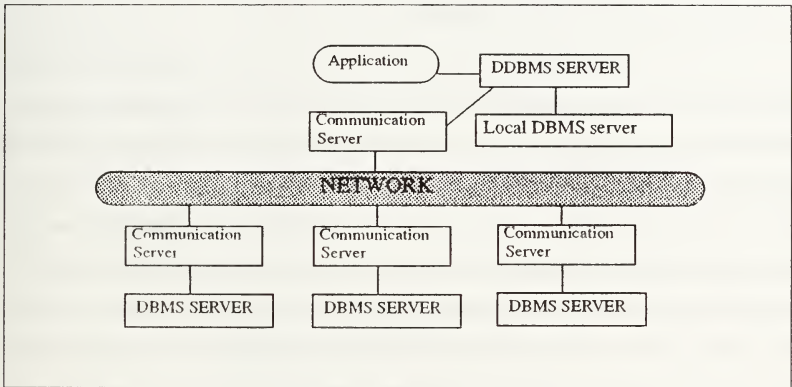 Application
DDBMS SERVER
Communication
Server
Local DBMS server
NETWORK
Communication
Server
Communication
Server
Communication
Server
DBMS SERVER
DBMS SERVER
DBMS SERVER